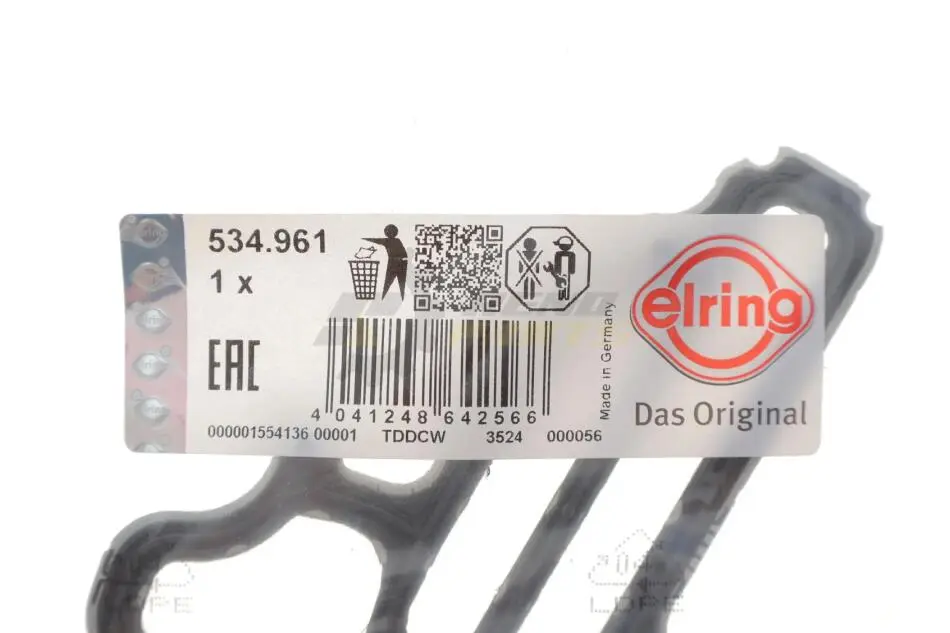 534.961
1 x
EAC
4 041248 642566
000001554136 00001 TDDCW 3524 000056
Made in Germany
elring
Das Original
04
LDPE
LDPE